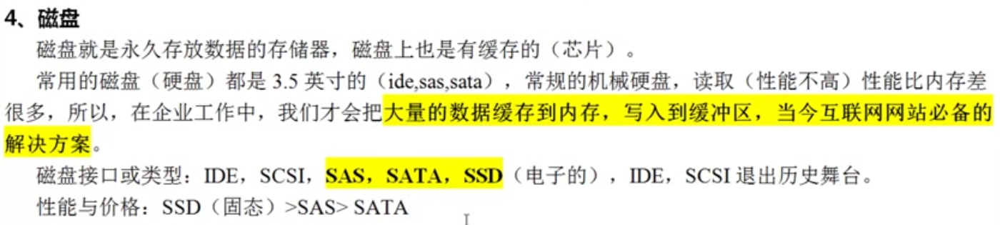 4、磁盘
磁盘就是永久存放数据的存储器，磁盘上也是有缓存的（芯片）。
常用的磁盘（硬盘）都是 3.5 英寸的（ide,sas,sata），常规的机械硬盘，读取（性能不高）性能比内存差
很多，所以，在企业工作中，我们才会把大量的数据缓存到内存，写入到缓冲区，当今互联网网站必备的
解决方案。
磁盘接口或类型：IDE，SCSI，SAS，SATA，SSD（电子的），IDE，SCSI 退出历史舞台。
性能与价格：SSD（固态）>SAS> SATA